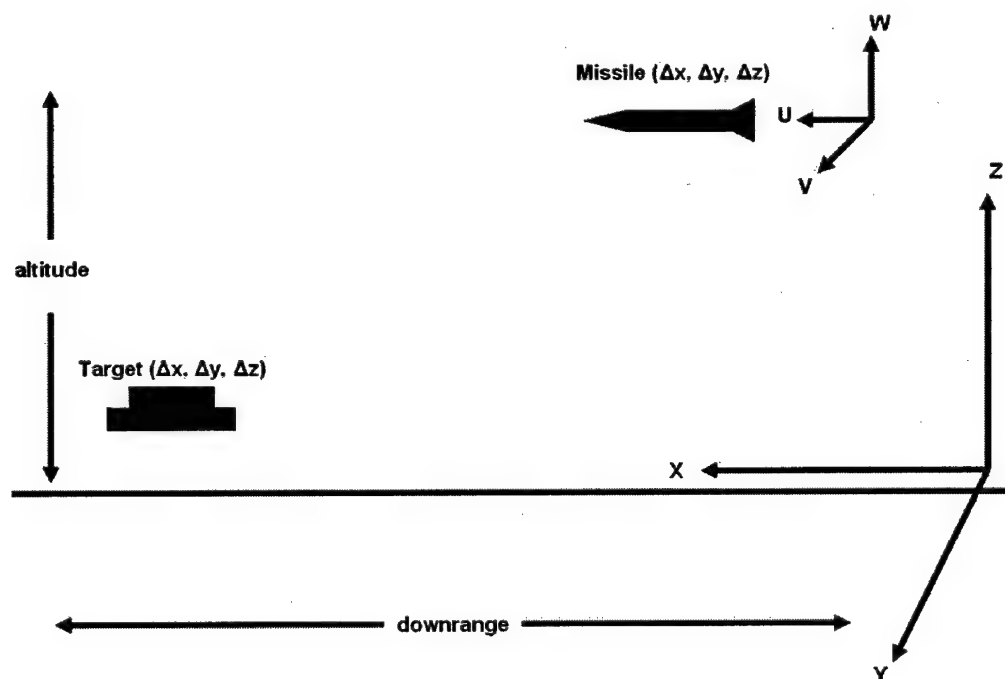 W
Missile (Δx, Δy, Δz)
U
V
Z
altitude
Target (Δx, Δy, Δz)
X
downrange
Y